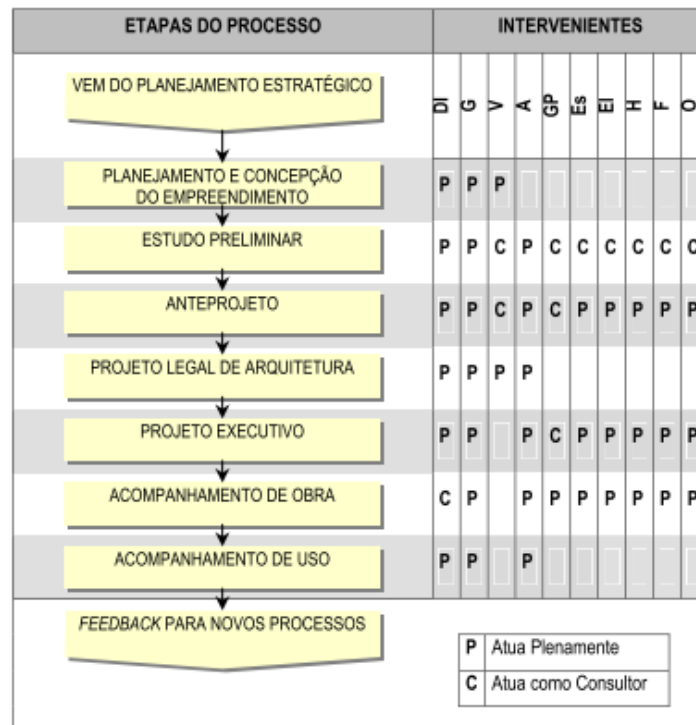 ETAPAS DO PROCESSO INTERVENIENTES
VEM DO PLANEJAMENTO ESTRATÉGICO
DI G V A GP Es El H F O
PLANEJAMENTO E CONCEPÇÃO
DO EMPREENDIMENTO
P P P
ESTUDO PRELIMINAR P P C P C C C C C C
ANTEPROJETO P P C P C P P P P P
PROJETO LEGAL DE ARQUITETURA P P P P
PROJETO EXECUTIVO P P P C P P P P P
ACOMPANHAMENTO DE OBRA C P P P P P P P P
ACOMPANHAMENTO DE USO P P P
FEEDBACK PARA NOVOS PROCESSOS
P Atua Plenamente
C Atua como Consultor